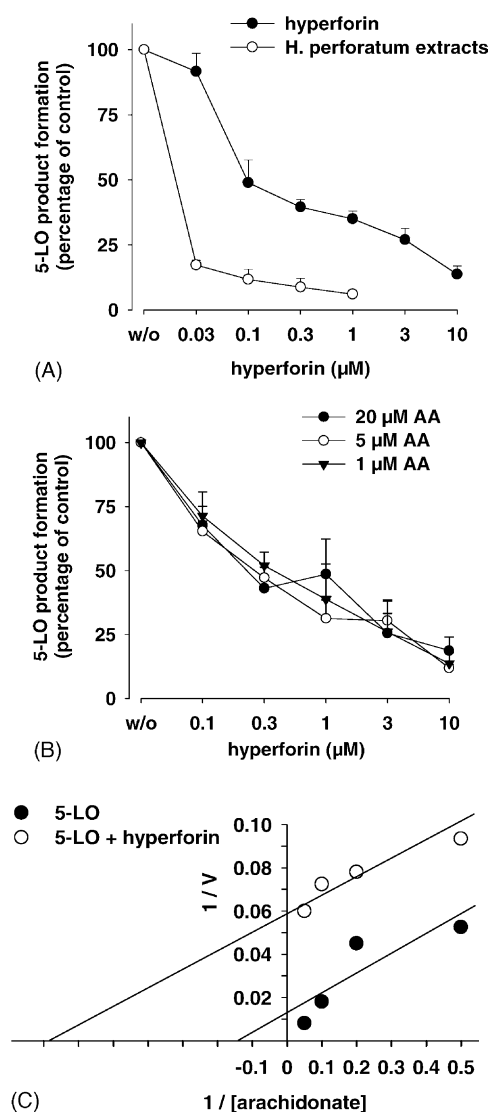 hyperforin
H. perforatum extracts
5-LO product formation
(percentage of control)
100
75
50
25
0
w/o 0.03 0.1 0.3 1 3 10
hyperforin (µM)
(A)
20 µM AA
5 µM AA
1 µM AA
5-LO product formation
(percentage of control)
100
75
50
25
0
w/o 0.1 0.3 1 3 10
hyperforin (µM)
(B)
5-LO
5-LO + hyperforin
1 / V
0.10
0.08
0.06
0.04
0.02
-0.1 0 0.1 0.2 0.3 0.4 0.5
1 / [arachidonate]
(C)